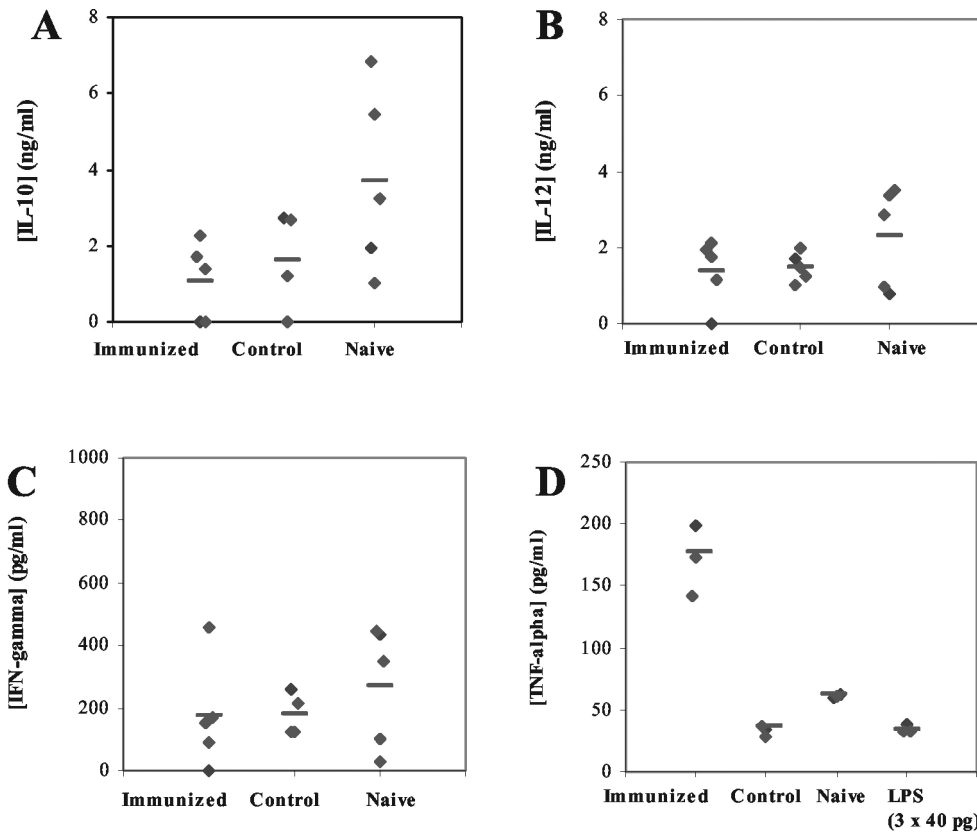 A
[IL-10] (ng/ml)
8
6
4
2
0
Immunized Control Naive
B
[IL-12] (ng/ml)
8
6
4
2
0
Immunized Control Naive
C
[IFN-gamma] (pg/ml)
1000
800
600
400
200
0
Immunized Control Naive
D
[TNF-alpha] (pg/ml)
250
200
150
100
50
0
Immunized Control Naive LPS
(3 x 40 pg)